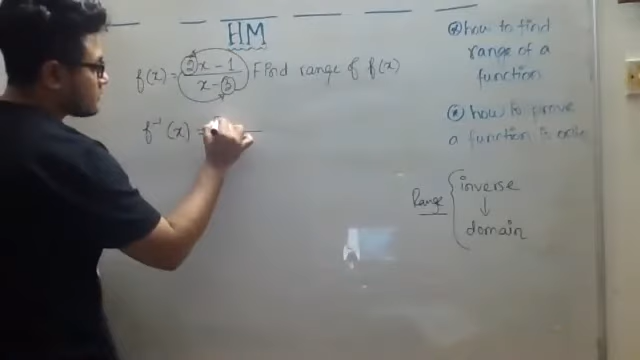 HM
f(x) = 2x - 1 / x - 3 Find range of f(x)
f⁻¹(x) =
how to find
range of a
function
how to prove
a function is onto
Range { inverse
↓
domain